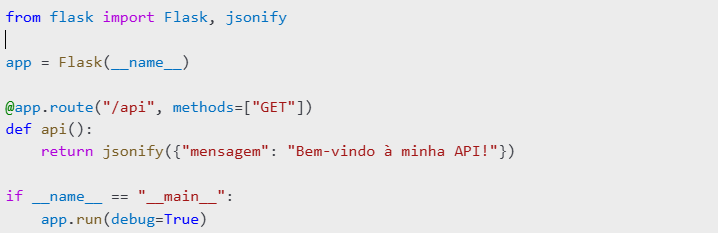 from flask import Flask, jsonify
app = Flask(__name__)
@app.route("/api", methods=["GET"])
def api():
    return jsonify({"mensagem": "Bem-vindo à minha API!"})
if __name__ == "__main__":
    app.run(debug=True)